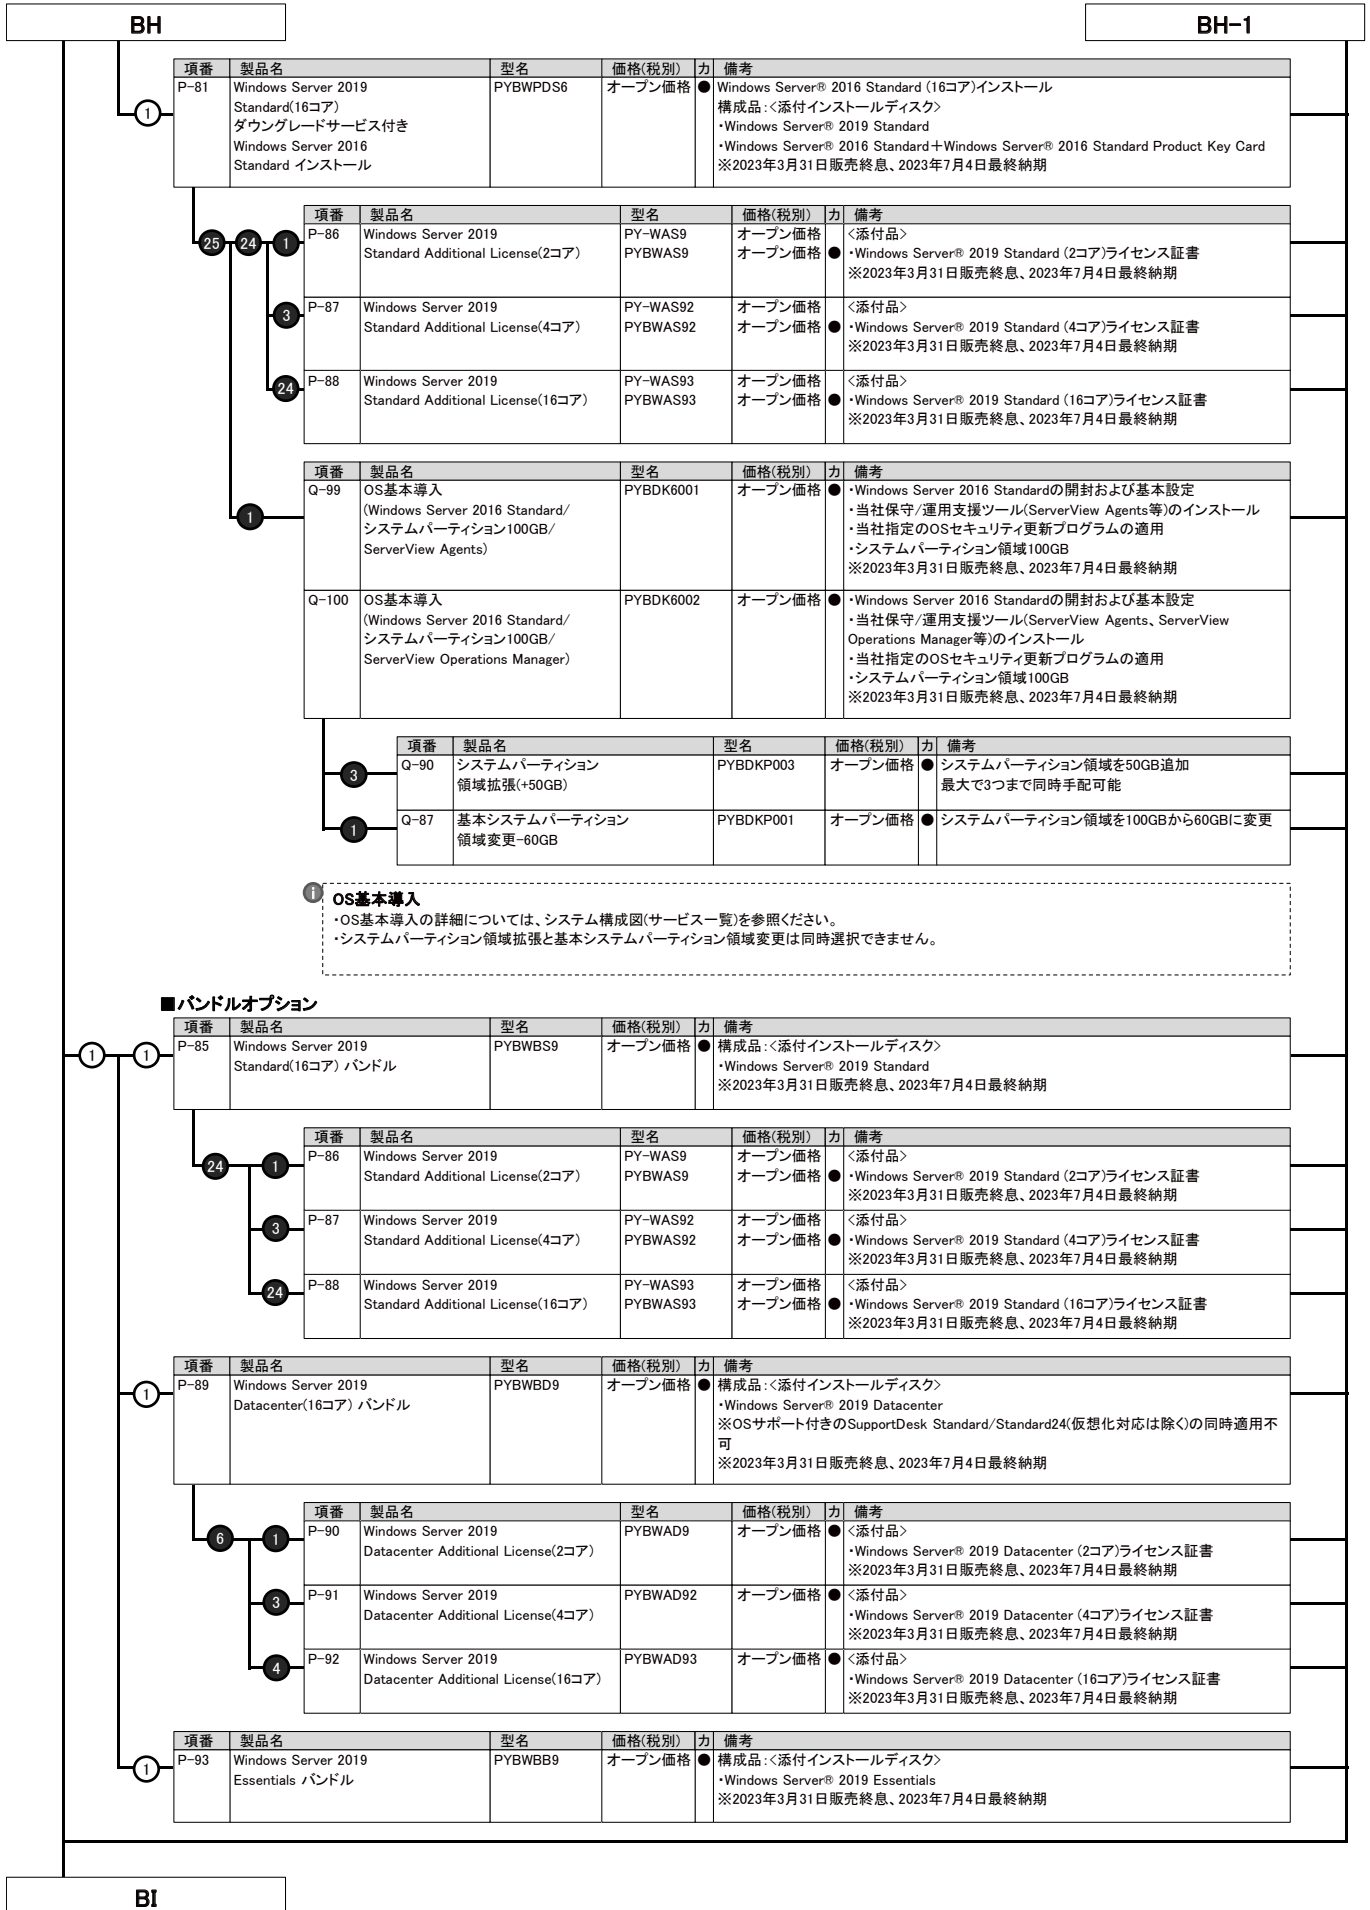 BH
BH-1
項番 製品名 型名 価格(税別) カ 備考
P-81 Windows Server 2019 PYBWPDS6 オープン価格 ● Windows Server® 2016 Standard (16コア)インストール
Standard(16コア) 構成品:<添付インストールディスク>
ダウングレードサービス付き ・Windows Server® 2019 Standard
Windows Server 2016 ・Windows Server® 2016 Standard+Windows Server® 2016 Standard Product Key Card
Standard インストール ※2023年3月31日販売終息、2023年7月4日最終納期
1
項番 製品名 型名 価格(税別) カ 備考
25 24 1 P-86 Windows Server 2019 PY-WAS9 オープン価格 <添付品>
Standard Additional License(2コア) PYBWAS9 オープン価格 ● ・Windows Server® 2019 Standard (2コア)ライセンス証書
※2023年3月31日販売終息、2023年7月4日最終納期
3 P-87 Windows Server 2019 PY-WAS92 オープン価格 <添付品>
Standard Additional License(4コア) PYBWAS92 オープン価格 ● ・Windows Server® 2019 Standard (4コア)ライセンス証書
※2023年3月31日販売終息、2023年7月4日最終納期
24 P-88 Windows Server 2019 PY-WAS93 オープン価格 <添付品>
Standard Additional License(16コア) PYBWAS93 オープン価格 ● ・Windows Server® 2019 Standard (16コア)ライセンス証書
※2023年3月31日販売終息、2023年7月4日最終納期
項番 製品名 型名 価格(税別) カ 備考
Q-99 OS基本導入 PYBDK6001 オープン価格 ● ・Windows Server 2016 Standardの開封および基本設定
(Windows Server 2016 Standard/ ・当社保守/運用支援ツール(ServerView Agents等)のインストール
システムパーティション100GB/ ・当社指定のOSセキュリティ更新プログラムの適用
ServerView Agents) ・システムパーティション領域100GB
※2023年3月31日販売終息、2023年7月4日最終納期
1
Q-100 OS基本導入 PYBDK6002 オープン価格 ● ・Windows Server 2016 Standardの開封および基本設定
(Windows Server 2016 Standard/ ・当社保守/運用支援ツール(ServerView Agents、ServerView
システムパーティション100GB/ Operations Manager等)のインストール
ServerView Operations Manager) ・当社指定のOSセキュリティ更新プログラムの適用
・システムパーティション領域100GB
※2023年3月31日販売終息、2023年7月4日最終納期
項番 製品名 型名 価格(税別) カ 備考
3 Q-90 システムパーティション PYBDKP003 オープン価格 ● システムパーティション領域を50GB追加
領域拡張(+50GB) 最大で3つまで同時手配可能
1 Q-87 基本システムパーティション PYBDKP001 オープン価格 ● システムパーティション領域を100GBから60GBに変更
領域変更-60GB
i OS基本導入
・OS基本導入の詳細については、システム構成図(サービス一覧)を参照ください。
・システムパーティション領域拡張と基本システムパーティション領域変更は同時選択できません。
■バンドルオプション
項番 製品名 型名 価格(税別) カ 備考
1 1 P-85 Windows Server 2019 PYBWBS9 オープン価格 ● 構成品:<添付インストールディスク>
Standard(16コア) バンドル ・Windows Server® 2019 Standard
※2023年3月31日販売終息、2023年7月4日最終納期
項番 製品名 型名 価格(税別) カ 備考
24 1 P-86 Windows Server 2019 PY-WAS9 オープン価格 <添付品>
Standard Additional License(2コア) PYBWAS9 オープン価格 ● ・Windows Server® 2019 Standard (2コア)ライセンス証書
※2023年3月31日販売終息、2023年7月4日最終納期
3 P-87 Windows Server 2019 PY-WAS92 オープン価格 <添付品>
Standard Additional License(4コア) PYBWAS92 オープン価格 ● ・Windows Server® 2019 Standard (4コア)ライセンス証書
※2023年3月31日販売終息、2023年7月4日最終納期
24 P-88 Windows Server 2019 PY-WAS93 オープン価格 <添付品>
Standard Additional License(16コア) PYBWAS93 オープン価格 ● ・Windows Server® 2019 Standard (16コア)ライセンス証書
※2023年3月31日販売終息、2023年7月4日最終納期
項番 製品名 型名 価格(税別) カ 備考
1 P-89 Windows Server 2019 PYBWBD9 オープン価格 ● 構成品:<添付インストールディスク>
Datacenter(16コア) バンドル ・Windows Server® 2019 Datacenter
※OSサポート付きのSupportDesk Standard/Standard24(仮想化対応は除く)の同時適用不
可
※2023年3月31日販売終息、2023年7月4日最終納期
項番 製品名 型名 価格(税別) カ 備考
6 1 P-90 Windows Server 2019 PYBWAD9 オープン価格 ● <添付品>
Datacenter Additional License(2コア) ・Windows Server® 2019 Datacenter (2コア)ライセンス証書
※2023年3月31日販売終息、2023年7月4日最終納期
3 P-91 Windows Server 2019 PYBWAD92 オープン価格 ● <添付品>
Datacenter Additional License(4コア) ・Windows Server® 2019 Datacenter (4コア)ライセンス証書
※2023年3月31日販売終息、2023年7月4日最終納期
4 P-92 Windows Server 2019 PYBWAD93 オープン価格 ● <添付品>
Datacenter Additional License(16コア) ・Windows Server® 2019 Datacenter (16コア)ライセンス証書
※2023年3月31日販売終息、2023年7月4日最終納期
項番 製品名 型名 価格(税別) カ 備考
1 P-93 Windows Server 2019 PYBWBB9 オープン価格 ● 構成品:<添付インストールディスク>
Essentials バンドル ・Windows Server® 2019 Essentials
※2023年3月31日販売終息、2023年7月4日最終納期
BI